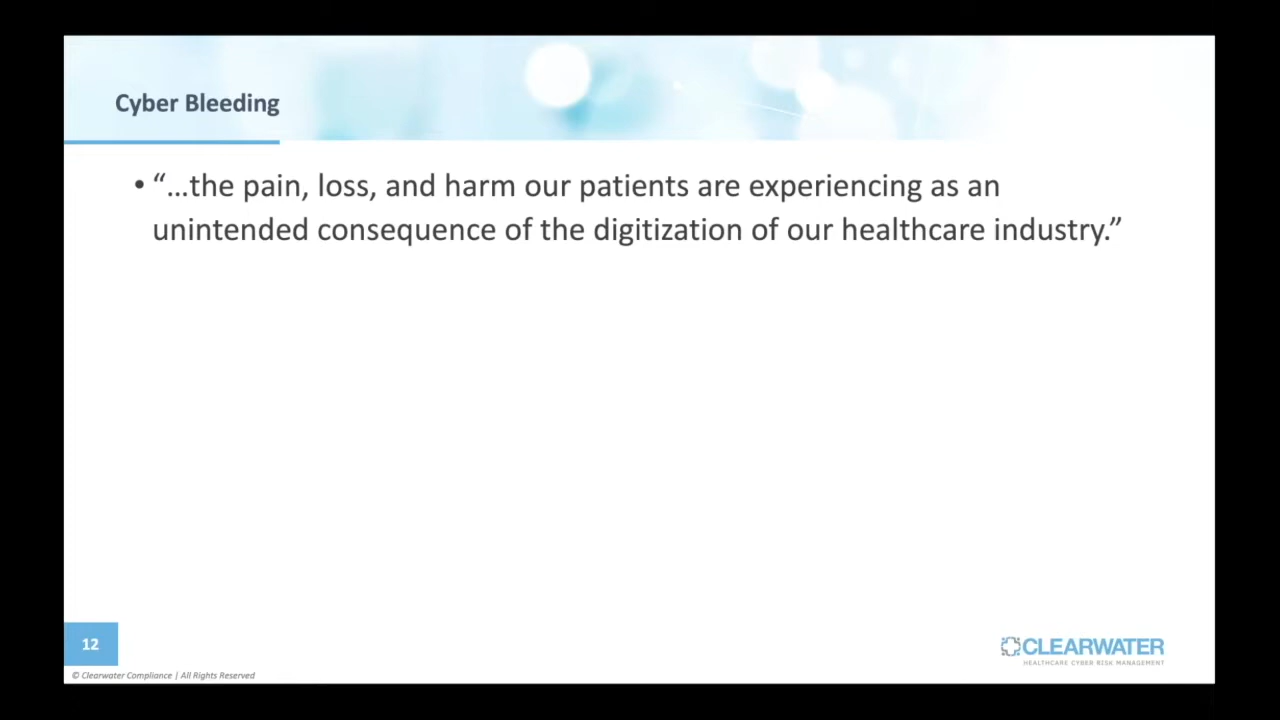 Cyber Bleeding
• “…the pain, loss, and harm our patients are experiencing as an
unintended consequence of the digitization of our healthcare industry.”
12
CLEARWATER
HEALTHCARE CYBER RISK MANAGEMENT
© Clearwater Compliance | All Rights Reserved